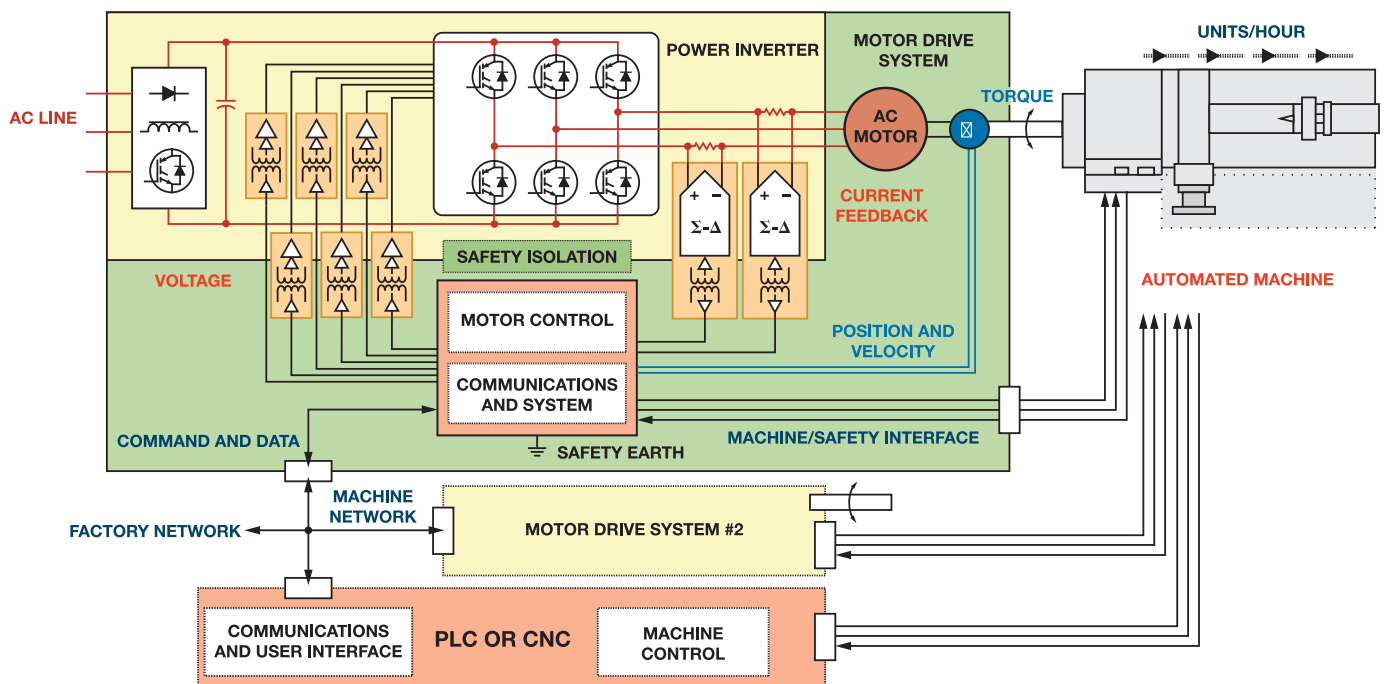 UNITS/HOUR
POWER INVERTER
MOTOR DRIVE
SYSTEM
TORQUE
AC LINE
AC
MOTOR
CURRENT
FEEDBACK
+ −
+ −
Σ-Δ
Σ-Δ
SAFETY ISOLATION
VOLTAGE
AUTOMATED MACHINE
MOTOR CONTROL
POSITION AND
VELOCITY
COMMUNICATIONS
AND SYSTEM
COMMAND AND DATA
MACHINE/SAFETY INTERFACE
SAFETY EARTH
MACHINE
NETWORK
FACTORY NETWORK
MOTOR DRIVE SYSTEM #2
COMMUNICATIONS
AND USER INTERFACE
PLC OR CNC
MACHINE
CONTROL